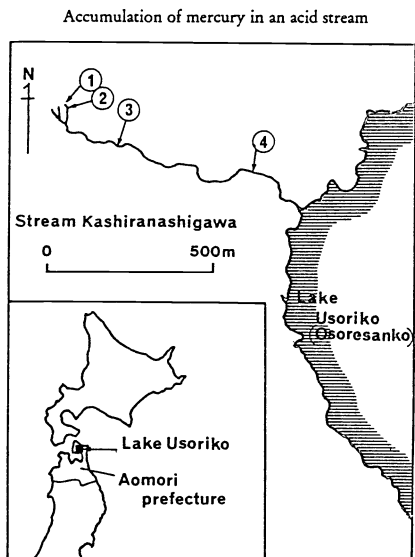 Accumulation of mercury in an acid stream
N
1
2
3
4
Stream Kashiranashigawa
0 500m
Lake
Usoriko
(Osoresanko)
Lake Usoriko
Aomori
prefecture